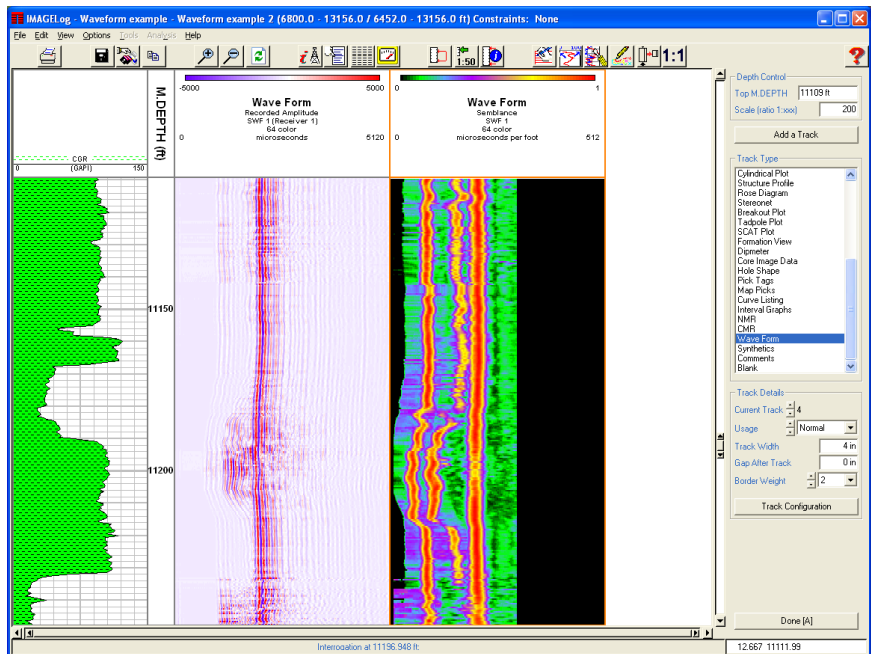 IMAGELog - Waveform example - Waveform example 2 (6800.0 - 13156.0 / 6452.0 - 13156.0 ft) Constraints: None
File Edit View Options Tools Analysis Help
1:50
1:1
?
CGR
0 (GAPI) 150
M.DEPTH (ft)
-5000 5000
Wave Form
Recorded Amplitude
SWF 1 (Receiver 1)
64 color
0 microseconds 5120
0 1
Wave Form
Semblance
SWF 1
64 color
0 microseconds per foot 512
11150
11200
Depth Control
Top M.DEPTH 11109 ft
Scale (ratio 1:xxx) 200
Add a Track
Track Type
Cylindrical Plot
Structure Profile
Rose Diagram
Stereonet
Breakout Plot
Tadpole Plot
SCAT Plot
Formation View
Dipmeter
Core Image Data
Hole Shape
Pick Tags
Map Picks
Curve Listing
Interval Graphs
NMR
CMR
Wave Form
Synthetics
Comments
Blank
Track Details
Current Track 4
Usage Normal
Track Width 4 in
Gap After Track 0 in
Border Weight 2
Track Configuration
Done [A]
Interrogation at 11196.948 ft
12.667 11111.99